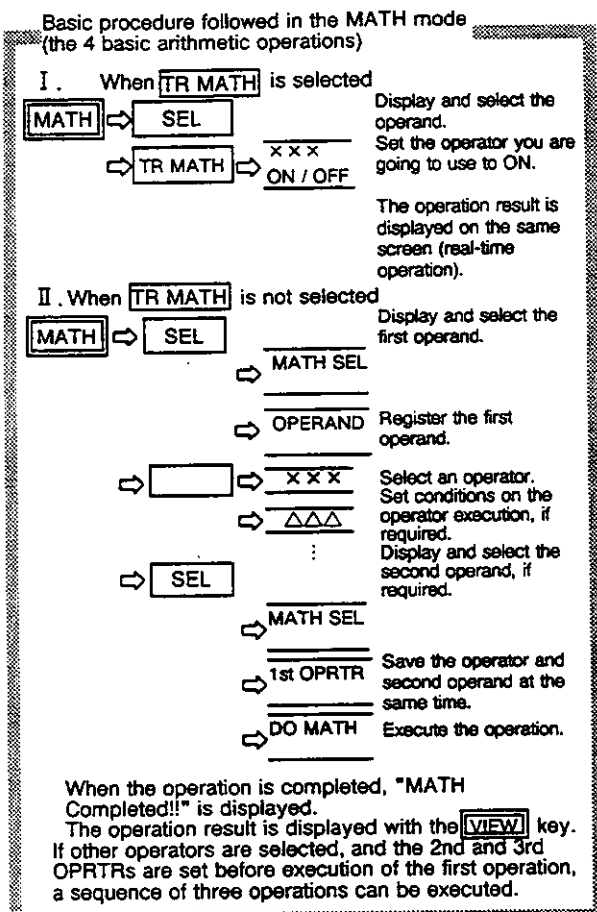 Basic procedure followed in the MATH mode
(the 4 basic arithmetic operations)
I. When TR MATH is selected
MATH ⇨ SEL
Display and select the
operand.
⇨ TR MATH ⇨ ×××
ON / OFF
Set the operator you are
going to use to ON.
The operation result is
displayed on the same
screen (real-time
operation).
II. When TR MATH is not selected
MATH ⇨ SEL
Display and select the
first operand.
⇨ MATH SEL
⇨ OPERAND
Register the first
operand.
⇨ ⇨ ×××
Select an operator.
⇨ △△△
Set conditions on the
operator execution, if
required.
⋮
⇨ SEL
Display and select the
second operand, if
required.
⇨ MATH SEL
⇨ 1st OPRTR
Save the operator and
second operand at the
same time.
⇨ DO MATH
Execute the operation.
When the operation is completed, "MATH
Completed!!" is displayed.
The operation result is displayed with the VIEW key.
If other operators are selected, and the 2nd and 3rd
OPRTRs are set before execution of the first operation,
a sequence of three operations can be executed.